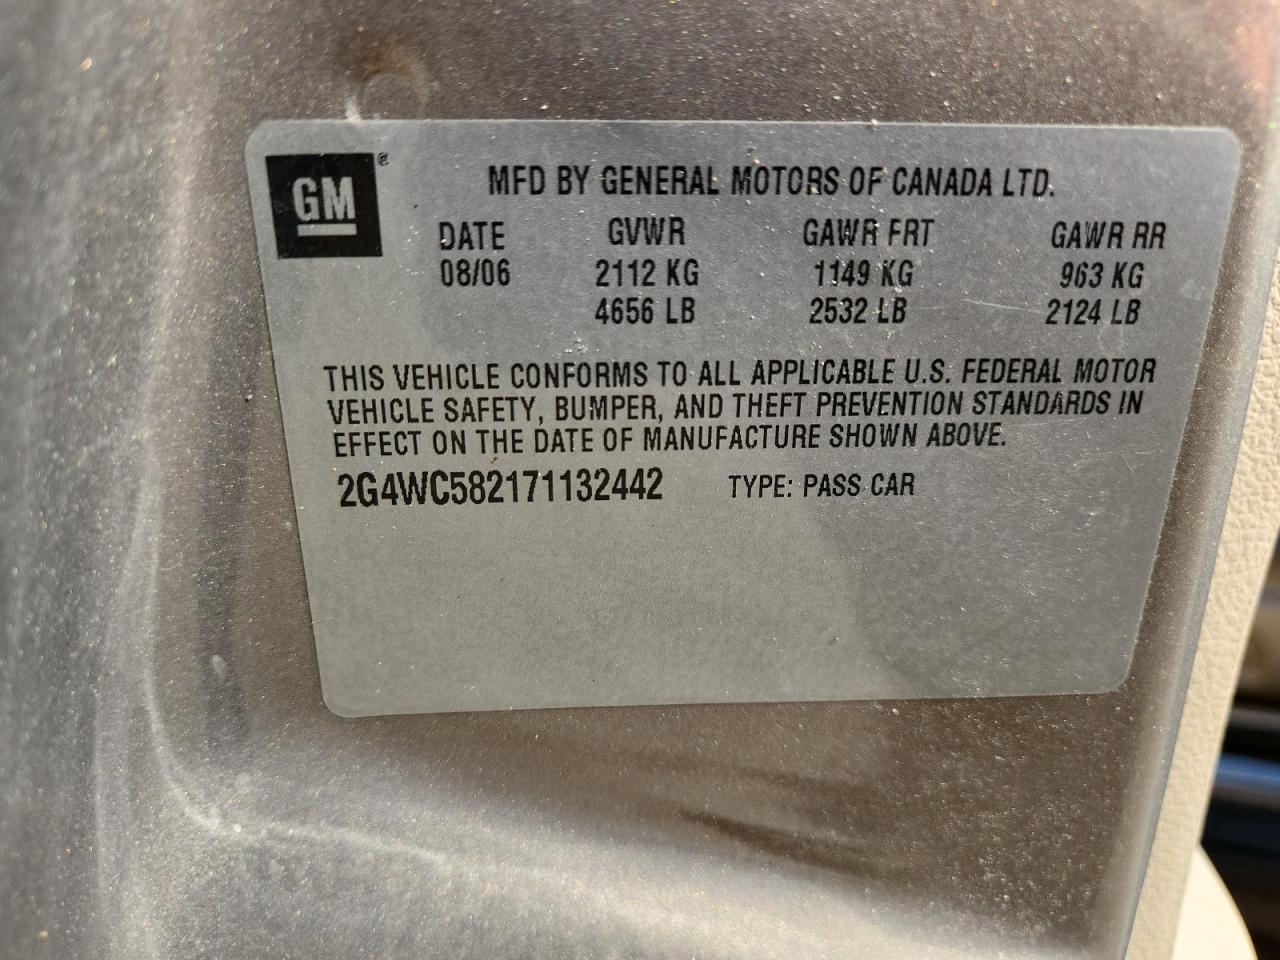 GM®
MFD BY GENERAL MOTORS OF CANADA LTD.
DATE GVWR GAWR FRT GAWR RR
08/06 2112 KG 1149 KG 963 KG
4656 LB 2532 LB 2124 LB
THIS VEHICLE CONFORMS TO ALL APPLICABLE U.S. FEDERAL MOTOR
VEHICLE SAFETY, BUMPER, AND THEFT PREVENTION STANDARDS IN
EFFECT ON THE DATE OF MANUFACTURE SHOWN ABOVE.
2G4WC582171132442 TYPE: PASS CAR